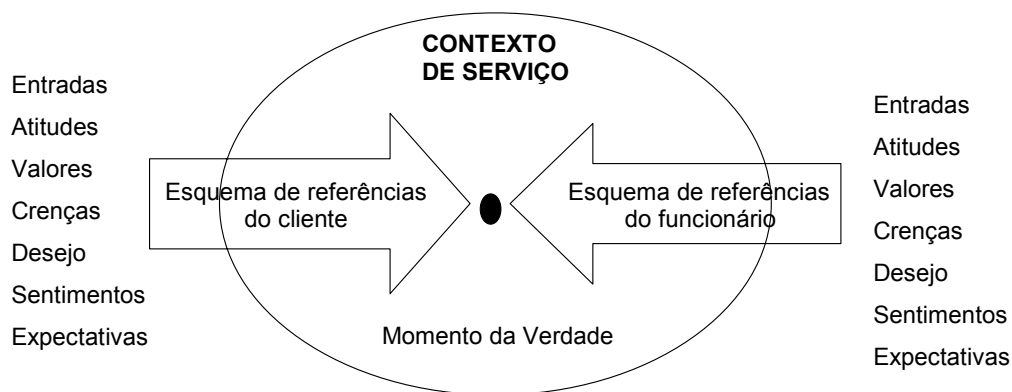 CONTEXTO
DE SERVIÇO
Entradas
Atitudes
Valores
Crenças
Desejo
Sentimentos
Expectativas
Esquema de referências
do cliente
Esquema de referências
do funcionário
Momento da Verdade
Entradas
Atitudes
Valores
Crenças
Desejo
Sentimentos
Expectativas